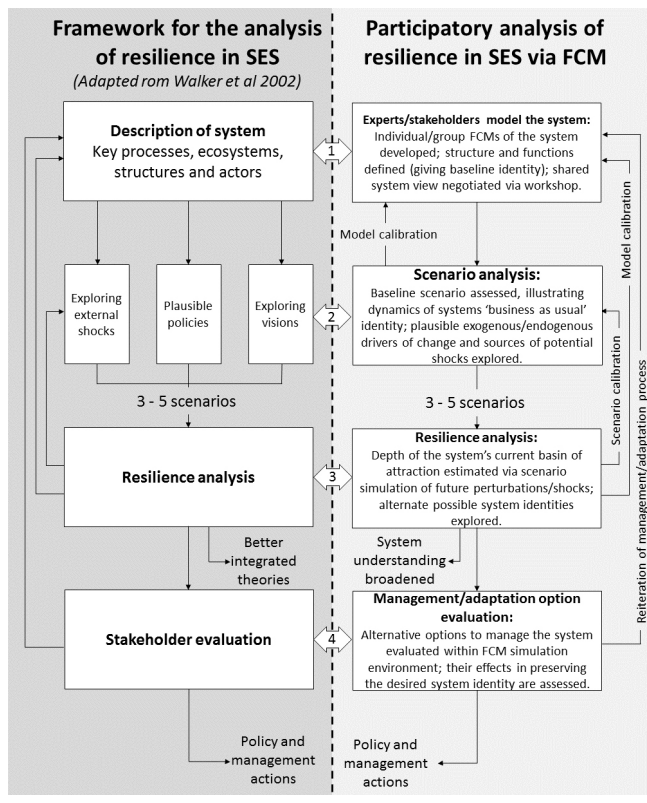 Framework for the analysis
of resilience in SES
(Adapted rom Walker et al 2002)
Description of system
Key processes, ecosystems,
structures and actors
Exploring
external
shocks
Plausible
policies
Exploring
visions
3 - 5 scenarios
Resilience analysis
Better
integrated
theories
Stakeholder evaluation
Policy and
management
actions
1
2
3
4
Participatory analysis of
resilience in SES via FCM
Experts/stakeholders model the system:
Individual/group FCMs of the system
developed; structure and functions
defined (giving baseline identity); shared
system view negotiated via workshop.
Model calibration
Scenario analysis:
Baseline scenario assessed, illustrating
dynamics of systems ‘business as usual’
identity; plausible exogenous/endogenous
drivers of change and sources of potential
shocks explored.
3 - 5 scenarios
Resilience analysis:
Depth of the system’s current basin of
attraction estimated via scenario
simulation of future perturbations/shocks;
alternate possible system identities
explored.
System
understanding
broadened
Management/adaptation option
evaluation:
Alternative options to manage the system
evaluated within FCM simulation
environment; their effects in preserving
the desired system identity are assessed.
Policy and
management
actions
Scenario calibration
Model calibration
Reiteration of management/adaptation process